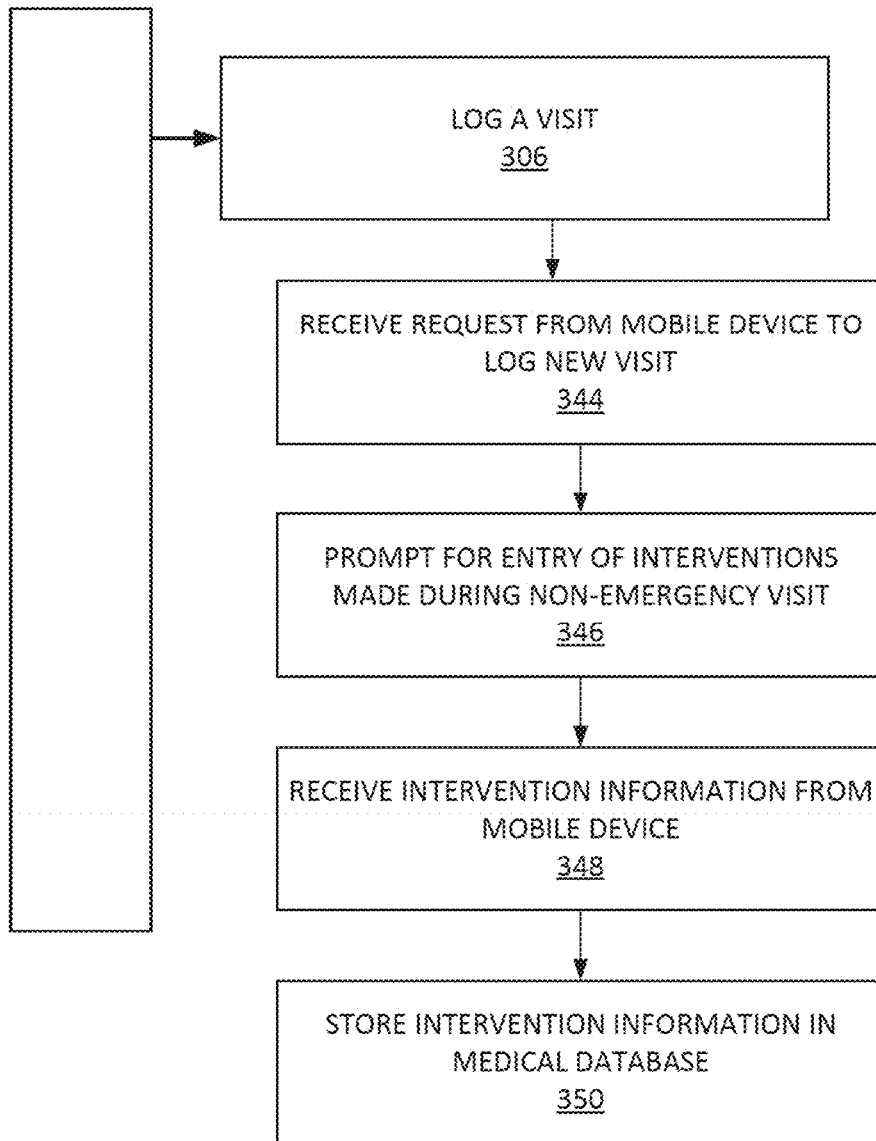 LOG A VISIT
306
RECEIVE REQUEST FROM MOBILE DEVICE TO
LOG NEW VISIT
344
PROMPT FOR ENTRY OF INTERVENTIONS
MADE DURING NON-EMERGENCY VISIT
346
RECEIVE INTERVENTION INFORMATION FROM
MOBILE DEVICE
348
STORE INTERVENTION INFORMATION IN
MEDICAL DATABASE
350